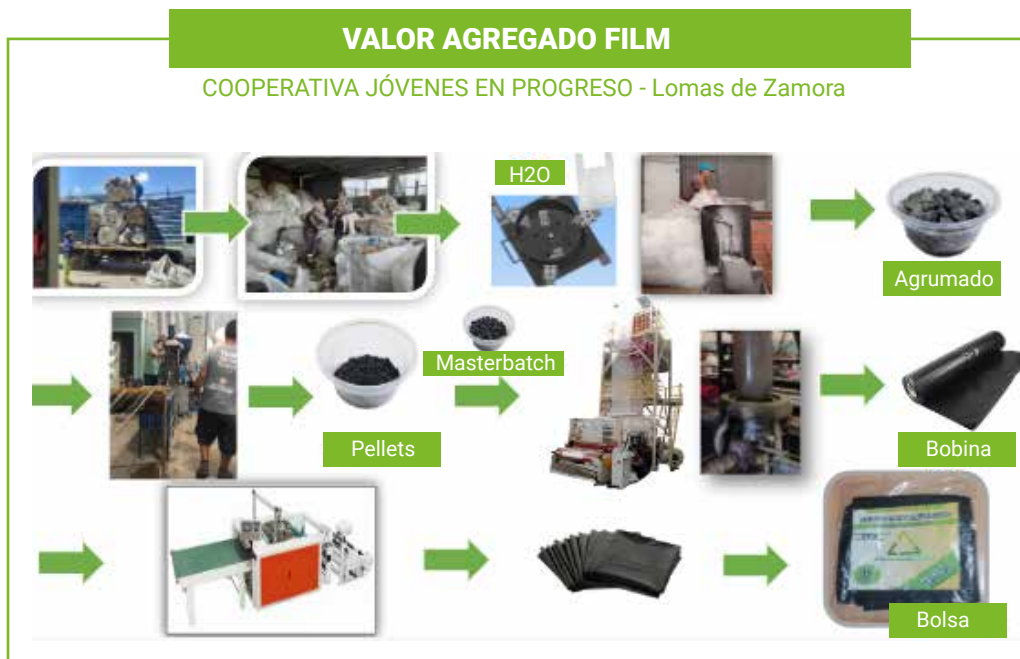 VALOR AGREGADO FILM
COOPERATIVA JÓVENES EN PROGRESO - Lomas de Zamora
H2O
Agrumado
Masterbatch
Pellets
Bobina
Bolsa